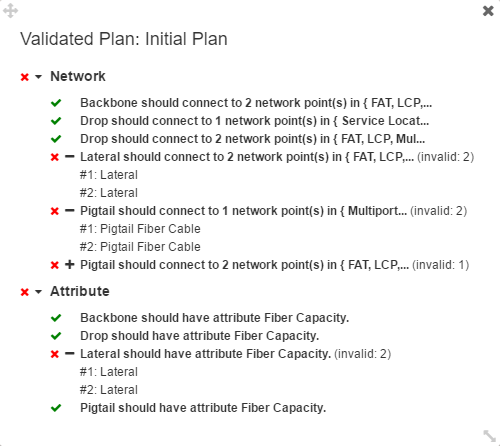 Validated Plan: Initial Plan
Network
Backbone should connect to 2 network point(s) in { FAT, LCP,...
Drop should connect to 1 network point(s) in { Service Locat...
Drop should connect to 2 network point(s) in { FAT, LCP, Mul...
Lateral should connect to 2 network point(s) in { FAT, LCP,... (invalid: 2)
#1: Lateral
#2: Lateral
Pigtail should connect to 1 network point(s) in { Multiport... (invalid: 2)
#1: Pigtail Fiber Cable
#2: Pigtail Fiber Cable
Pigtail should connect to 2 network point(s) in { FAT, LCP,... (invalid: 1)
Attribute
Backbone should have attribute Fiber Capacity.
Drop should have attribute Fiber Capacity.
Lateral should have attribute Fiber Capacity. (invalid: 2)
#1: Lateral
#2: Lateral
Pigtail should have attribute Fiber Capacity.